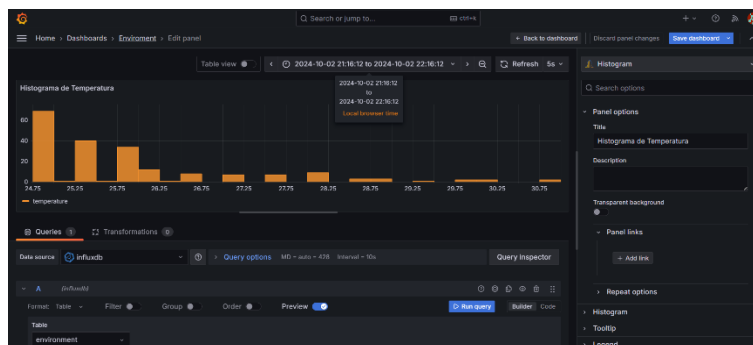 Search or jump to...
ctrl+k
Home › Dashboards › Enviroment › Edit panel
+ Back to dashboard
Discard panel changes
Save dashboard
Table view
2024-10-02 21:16:12 to 2024-10-02 22:16:12
Refresh 5s
Histogram
2024-10-02 21:16:12
to
2024-10-02 22:16:12
Local browser time
Search options
Histograma de Temperatura
60
40
20
0
24.75 25.25 25.75 26.25 26.75 27.25 27.75 28.25 28.75 29.25 29.75 30.25 30.75
temperature
Panel options
Title
Histograma de Temperatura
Description
Transparent background
Panel links
+ Add link
Repeat options
Histogram
Tooltip
Legend
Queries 1
Transformations 0
Data source
influxdb
Query options
MD = auto = 428 Interval = 10s
Query inspector
A (influxdb)
Format: Table
Filter
Group
Order
Preview
Run query
Builder Code
Table
environment